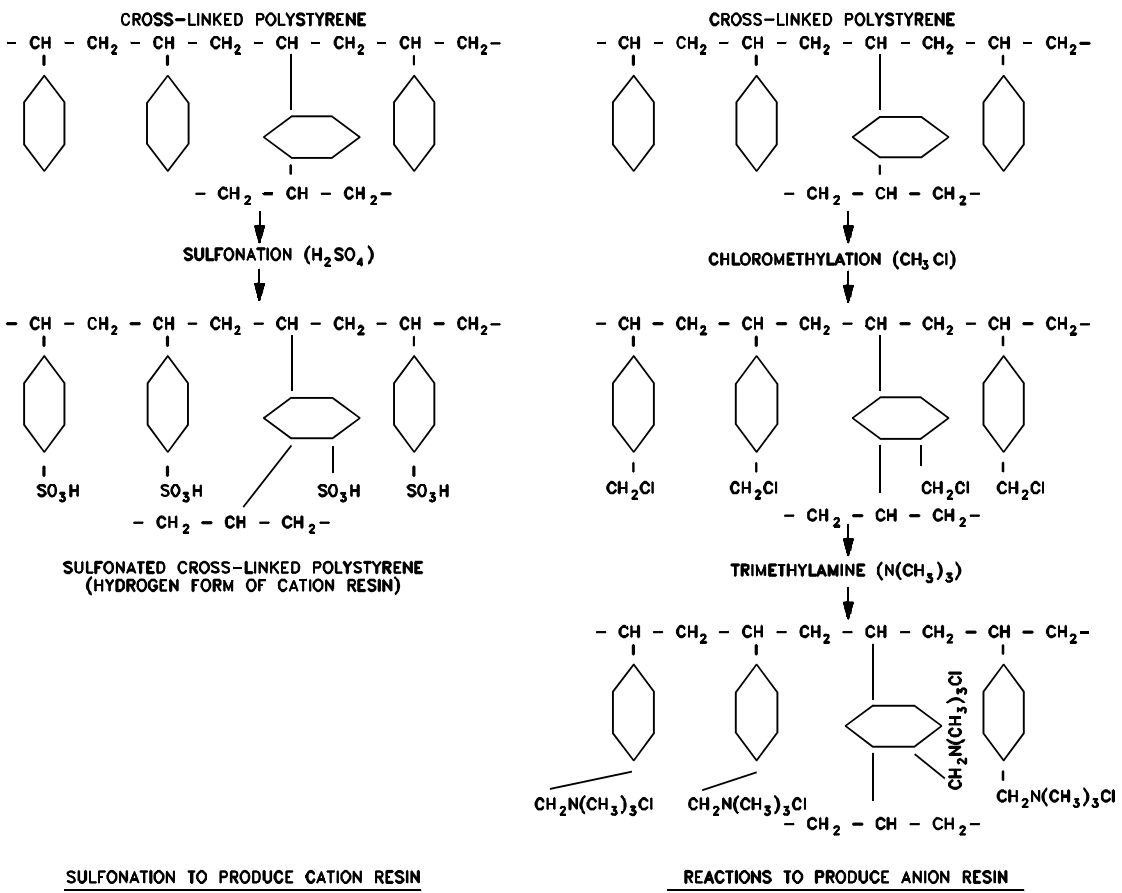 CROSS-LINKED POLYSTYRENE
- CH - CH₂ - CH - CH₂ - CH - CH₂ - CH - CH₂-
- CH₂ - CH - CH₂-
SULFONATION (H₂SO₄)
- CH - CH₂ - CH - CH₂ - CH - CH₂ - CH - CH₂-
SO₃H SO₃H SO₃H SO₃H
- CH₂ - CH - CH₂-
SULFONATED CROSS-LINKED POLYSTYRENE
(HYDROGEN FORM OF CATION RESIN)
SULFONATION TO PRODUCE CATION RESIN
CROSS-LINKED POLYSTYRENE
- CH - CH₂ - CH - CH₂ - CH - CH₂ - CH - CH₂-
- CH₂ - CH - CH₂-
CHLOROMETHYLATION (CH₃Cl)
- CH - CH₂ - CH - CH₂ - CH - CH₂ - CH - CH₂-
CH₂Cl CH₂Cl CH₂Cl CH₂Cl
- CH₂ - CH - CH₂-
TRIMETHYLAMINE (N(CH₃)₃)
- CH - CH₂ - CH - CH₂ - CH - CH₂ - CH - CH₂-
CH₂N(CH₃)₃Cl
CH₂N(CH₃)₃Cl CH₂N(CH₃)₃Cl CH₂N(CH₃)₃Cl
- CH₂ - CH - CH₂-
REACTIONS TO PRODUCE ANION RESIN